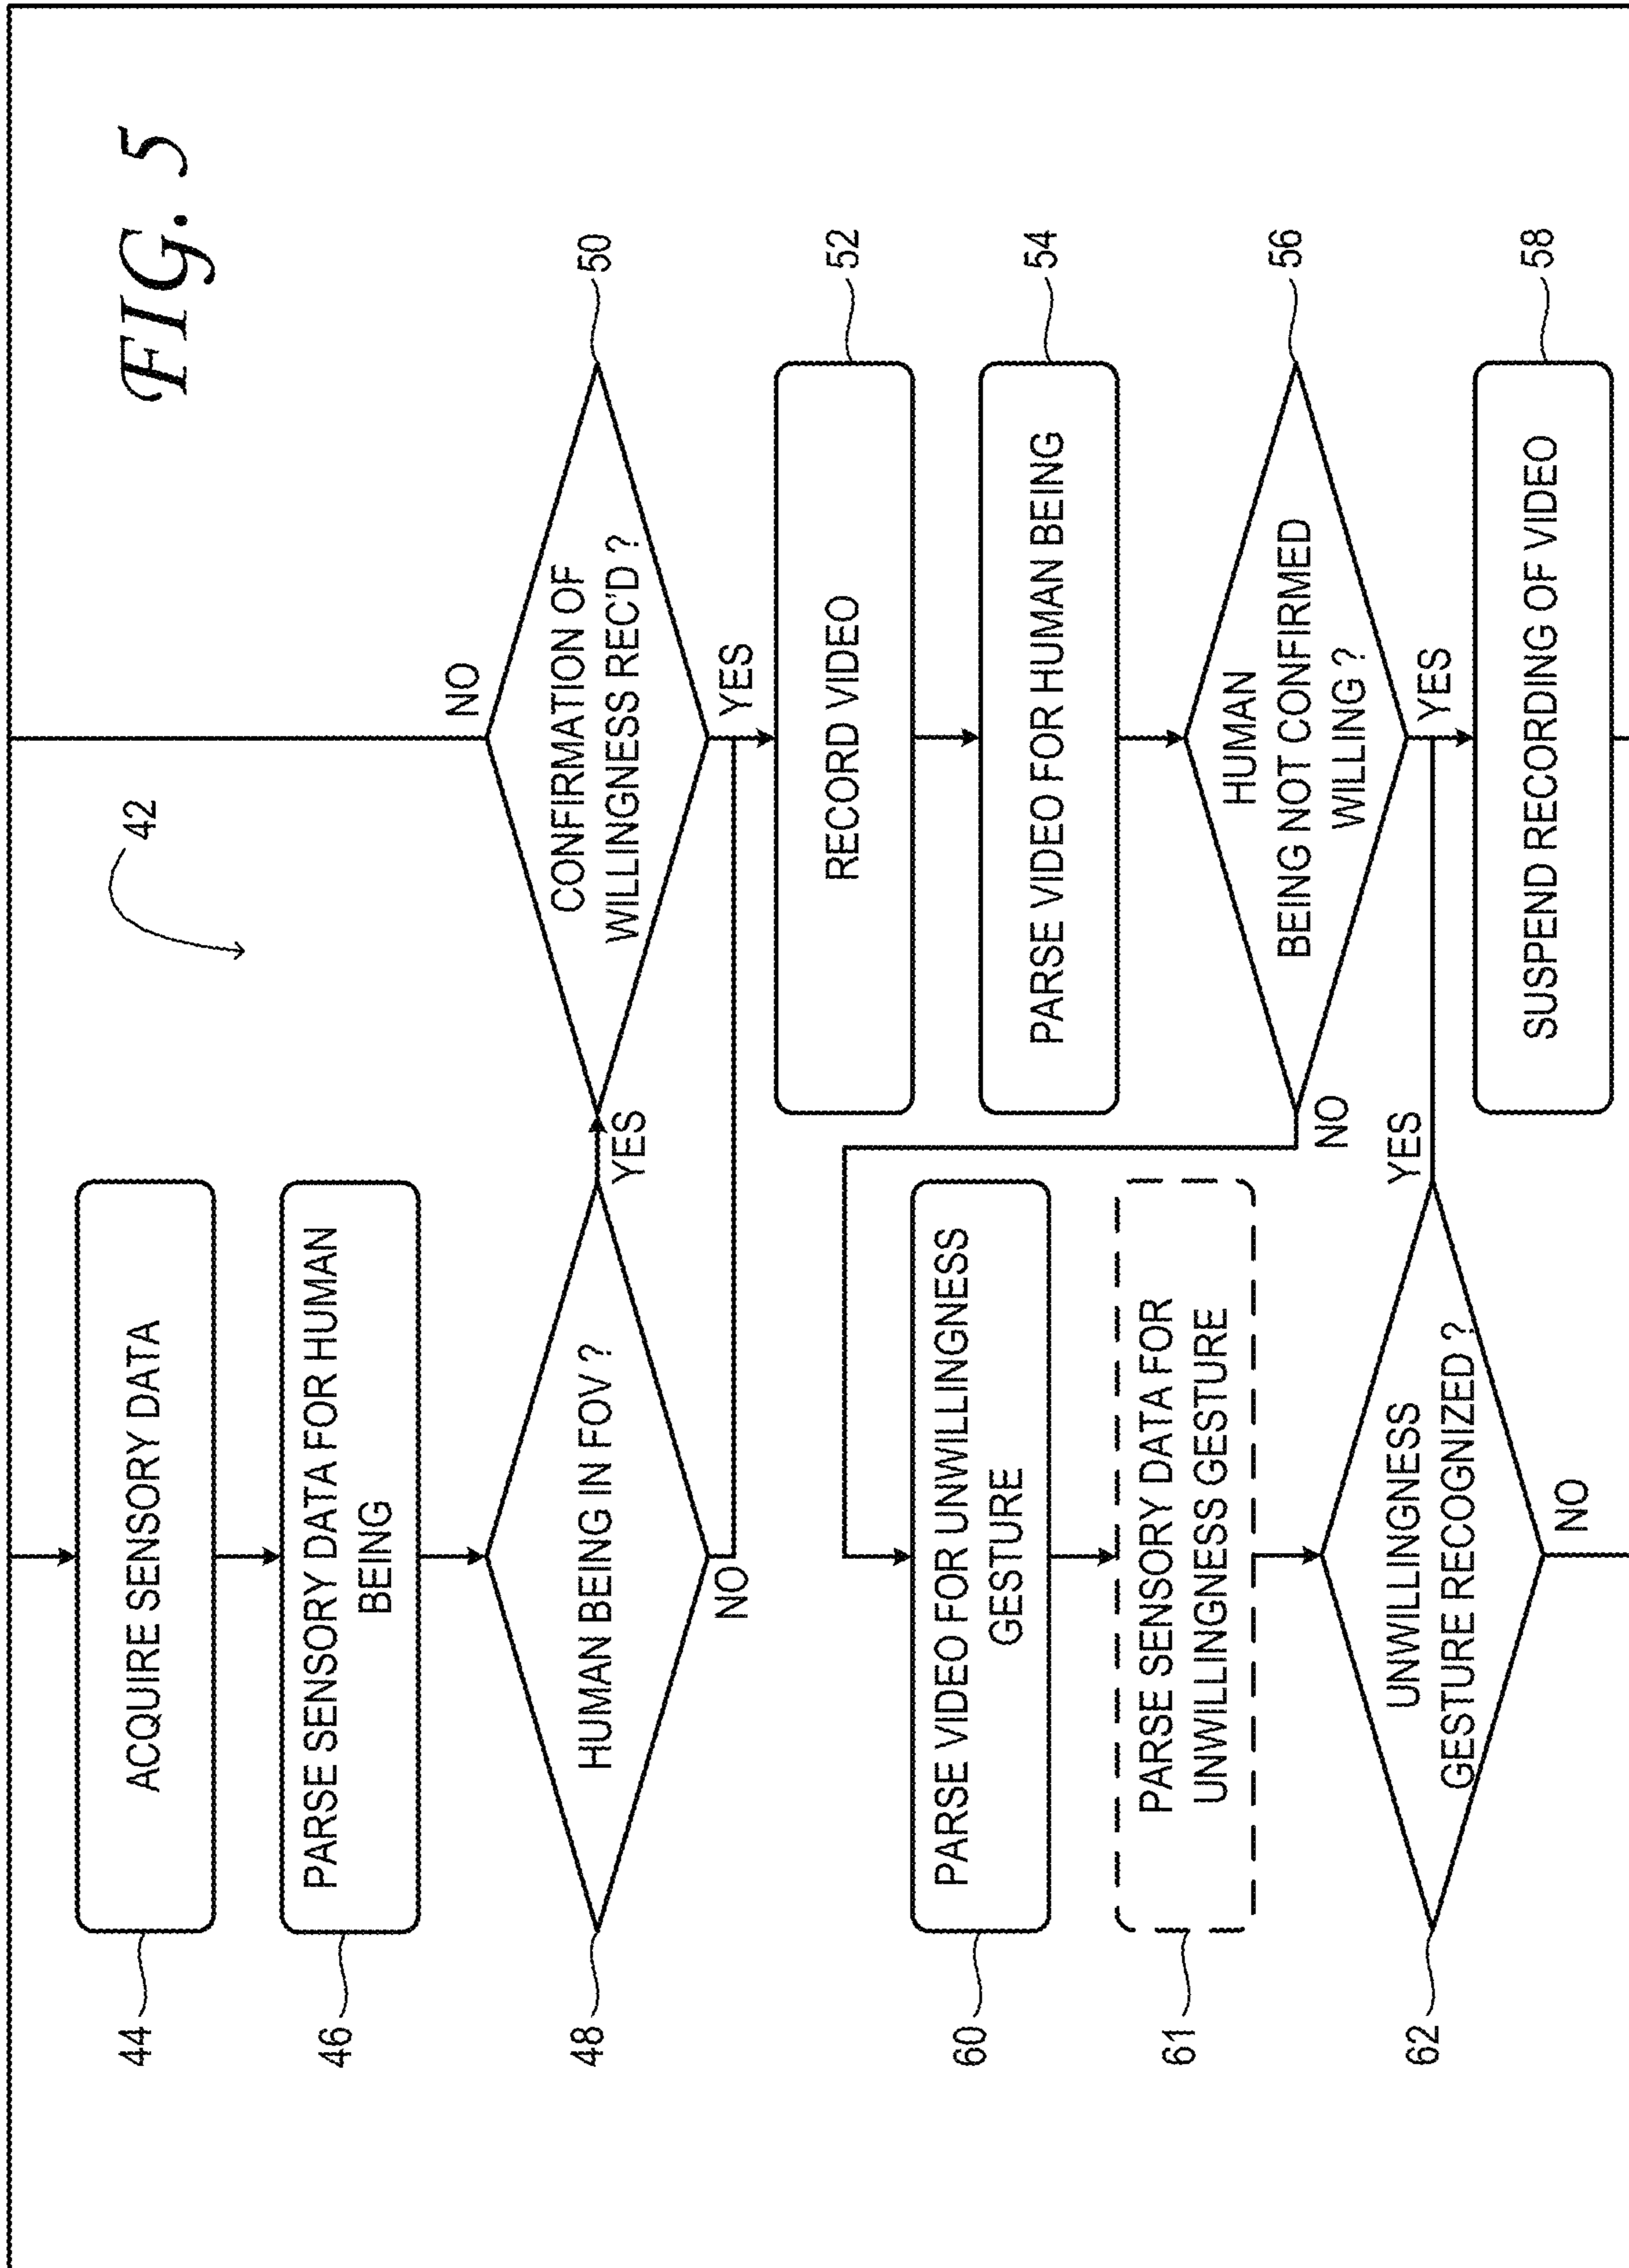 FIG. 5
42
44
ACQUIRE SENSORY DATA
46
PARSE SENSORY DATA FOR HUMAN
BEING
48
HUMAN BEING IN FOV ?
YES
NO
50
CONFIRMATION OF
WILLINGNESS REC'D ?
NO
YES
52
RECORD VIDEO
54
PARSE VIDEO FOR HUMAN BEING
56
HUMAN
BEING NOT CONFIRMED
WILLING ?
NO
YES
58
SUSPEND RECORDING OF VIDEO
60
PARSE VIDEO FOR UNWILLINGNESS
GESTURE
61
PARSE SENSORY DATA FOR
UNWILLINGNESS GESTURE
62
UNWILLINGNESS
GESTURE RECOGNIZED ?
YES
NO